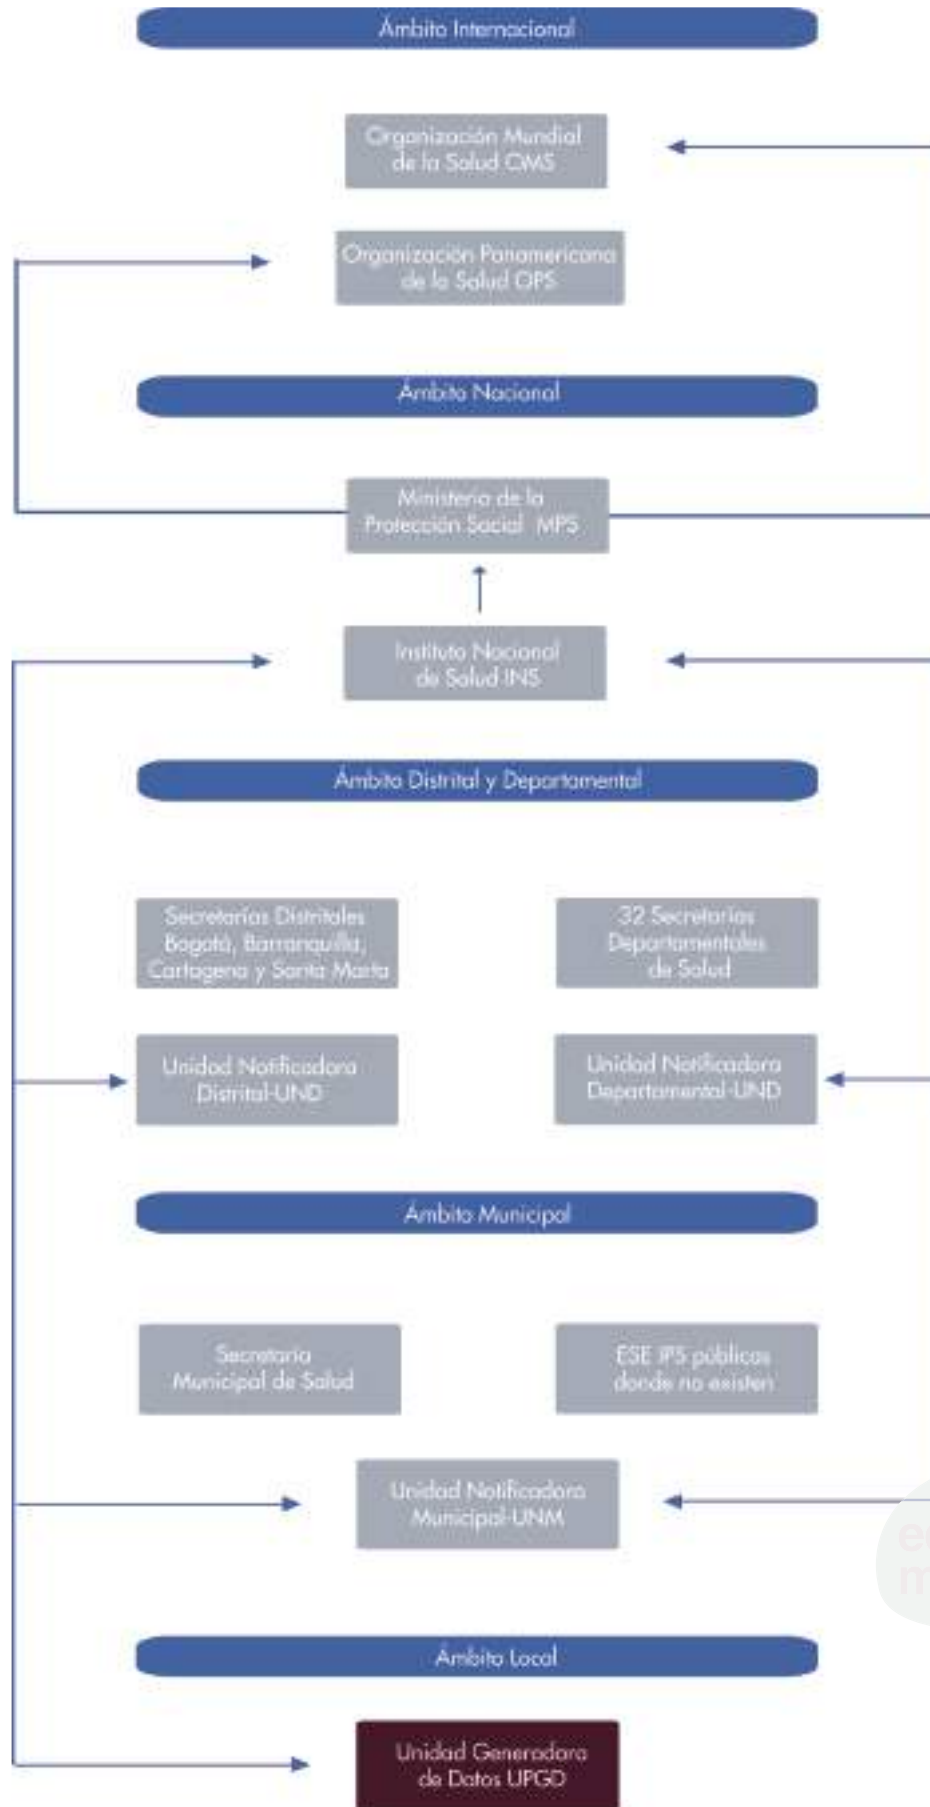 Ámbito Internacional
Organización Mundial
de la Salud OMS
Organización Panamericana
de la Salud OPS
Ámbito Nacional
Ministerio de la
Protección Social MPS
Instituto Nacional
de Salud-INS
Ámbito Distrital y Departamental
Secretarías Distritales
Bogotá, Barranquilla,
Cartagena y Santa Marta
32 Secretarías
Departamentales
de Salud
Unidad Notificadora
Distrital-UND
Unidad Notificadora
Departamental-UND
Ámbito Municipal
Secretaría
Municipal de Salud
ESE IPS públicas
donde no existen
Unidad Notificadora
Municipal-UNM
Ámbito Local
Unidad Generadora
de Datos UPGD